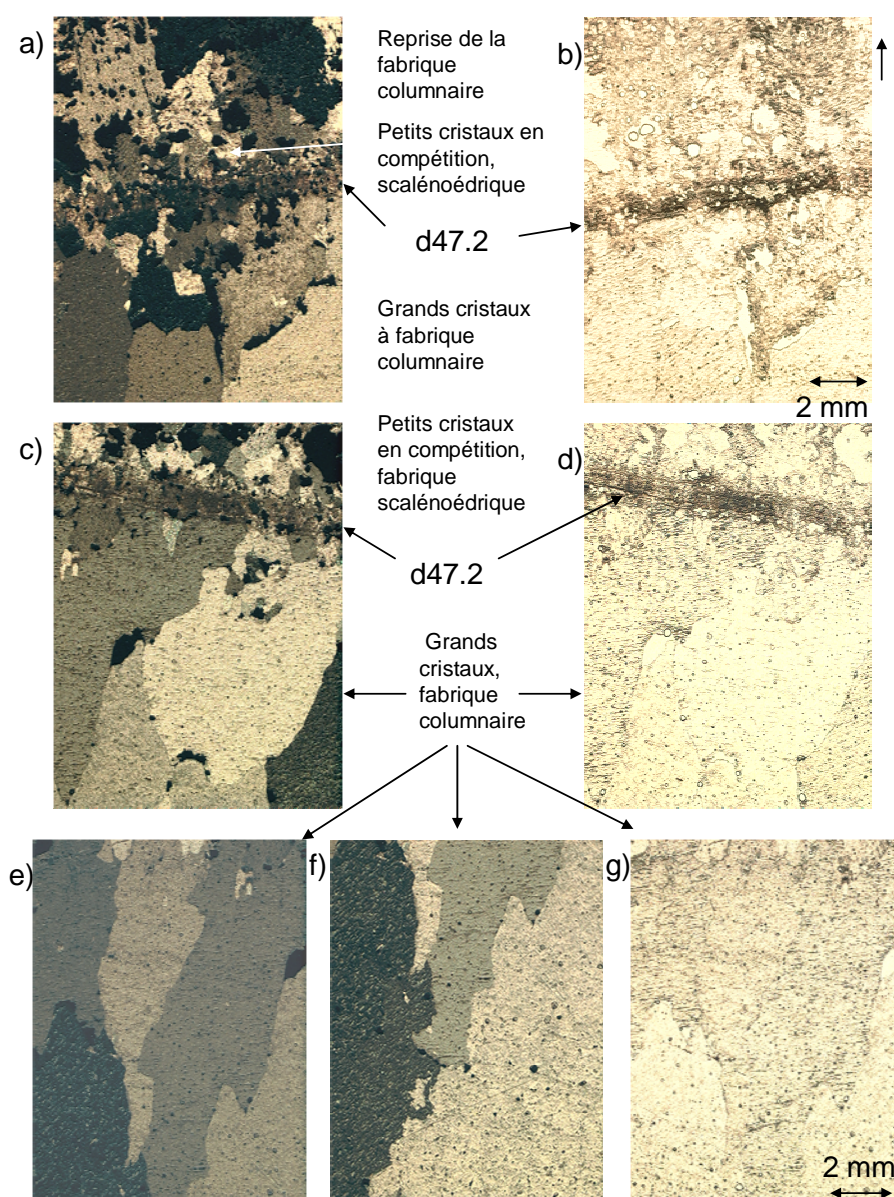 a)
Reprise de la
fabrique
columnaire
b)
Petits cristaux en
compétition,
scalénoédrique
d47.2
Grands cristaux
à fabrique
columnaire
2 mm
c)
Petits cristaux
en compétition,
fabrique
scalénoédrique
d)
d47.2
Grands
cristaux,
fabrique
columnaire
e)
f)
g)
2 mm